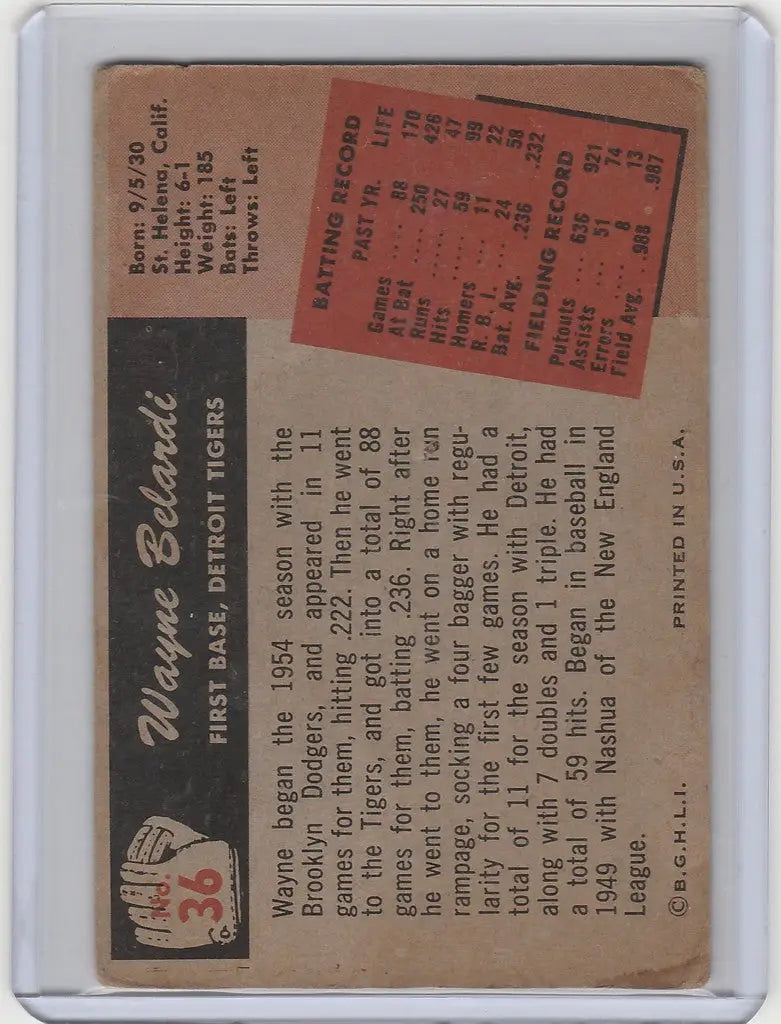 No.
36
Wayne Belardi
FIRST BASE, DETROIT TIGERS
Born: 9/5/30
St. Helena, Calif.
Height: 6-1
Weight: 185
Bats: Left
Throws: Left
Wayne began the 1954 season with the
Brooklyn Dodgers, and appeared in 11
games for them, hitting .222. Then he went
to the Tigers, and got into a total of 88
games for them, batting .236. Right after
he went to them, he went on a home run
rampage, socking a four bagger with regu-
larity for the first few games. He had a
total of 11 for the season with Detroit,
along with 7 doubles and 1 triple. He had
a total of 59 hits. Began in baseball in
1949 with Nashua of the New England
League.
BATTING RECORD
PAST YR. LIFE
Games .... 88 170
At Bat .... 250 426
Runs ..... 27 47
Hits ...... 59 99
Homers .... 11 22
R. B. I. .... 24 58
Bat. Avg. .236 .232
FIELDING RECORD
Putouts .... 636 921
Assists .... 51 74
Errors .... 8 13
Field Avg. .988 .987
©B.G.H.L.I. PRINTED IN U.S.A.